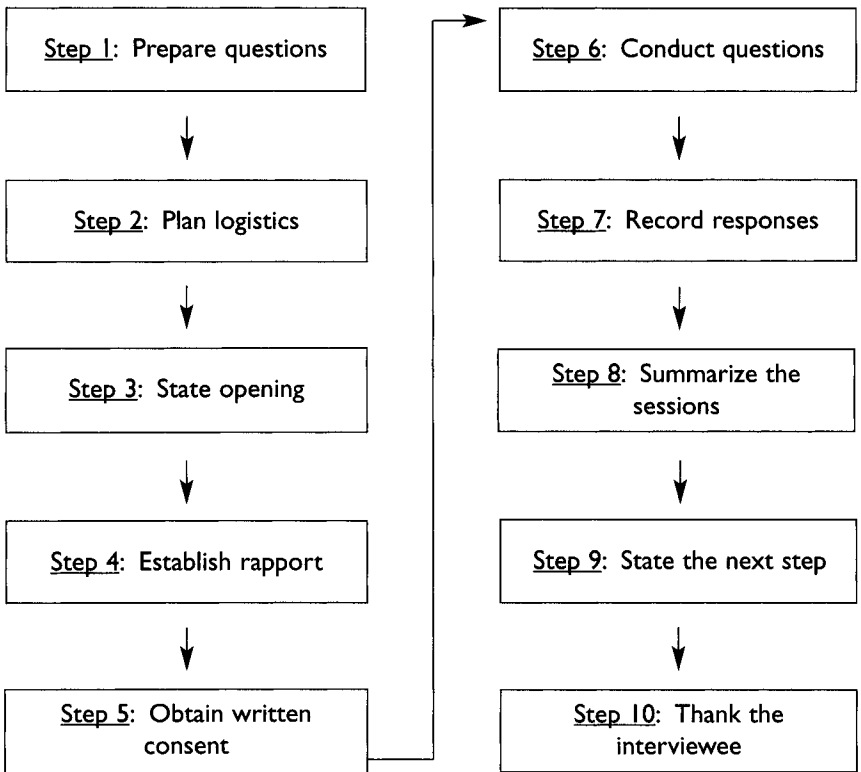 Step 1: Prepare questions
Step 2: Plan logistics
Step 3: State opening
Step 4: Establish rapport
Step 5: Obtain written
consent
Step 6: Conduct questions
Step 7: Record responses
Step 8: Summarize the
sessions
Step 9: State the next step
Step 10: Thank the
interviewee